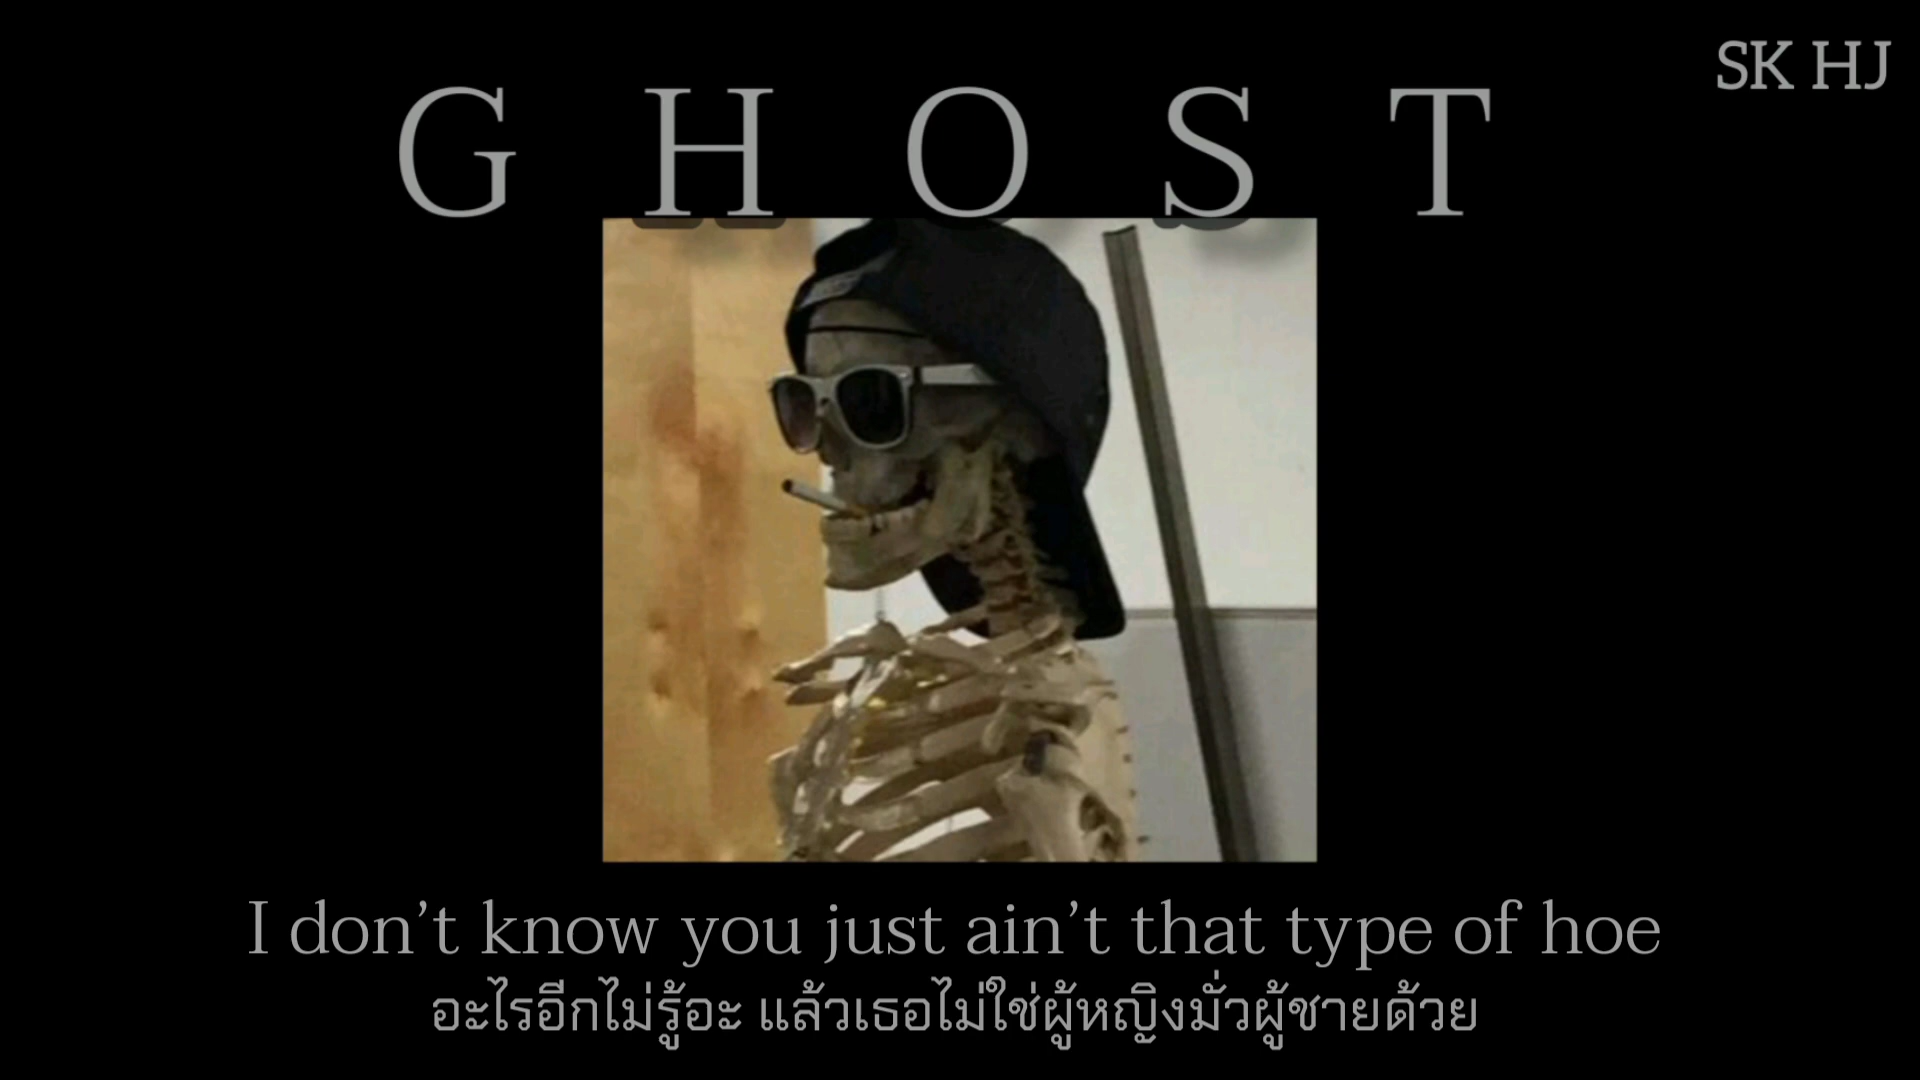 SK HJ
G H O S T
I don’t know you just ain’t that type of hoe
อะไรอีกไม่รู้อะ แล้วเธอไม่ใช่ผู้หญิงมั่วผู้ชายด้วย